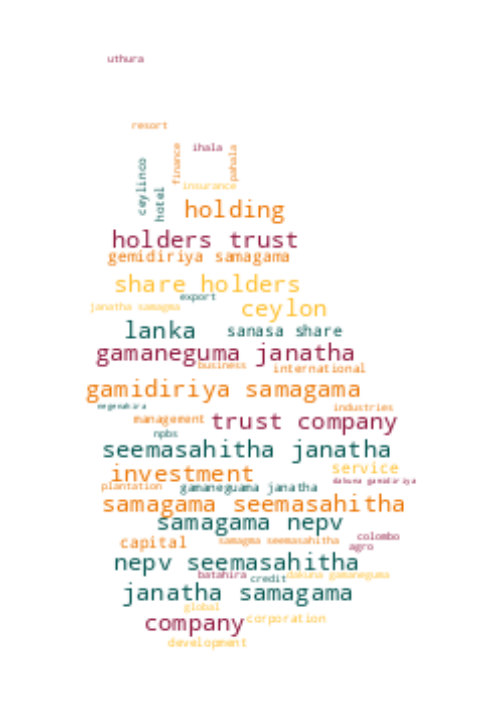 uthura
resort
ihala
finance
pahala
ceylinco
hotel
insurance
holding
holders trust
gemidiriya samagama
share holders
export
janatha samagma
ceylon
lanka
sanasa share
gamaneguma janatha
business
international
gamidiriya samagama
negenahira
industries
management
trust company
npbs
seemasahitha janatha
investment
service
dakuna gamidiriya
plantation
gamaneguama janatha
samagama seemasahitha
samagama nepv
colombo
capital
samagma seemasahitha
agro
nepv seemasahitha
batahira
credit
dakuna gamaneguma
janatha samagama
global
company
corporation
development